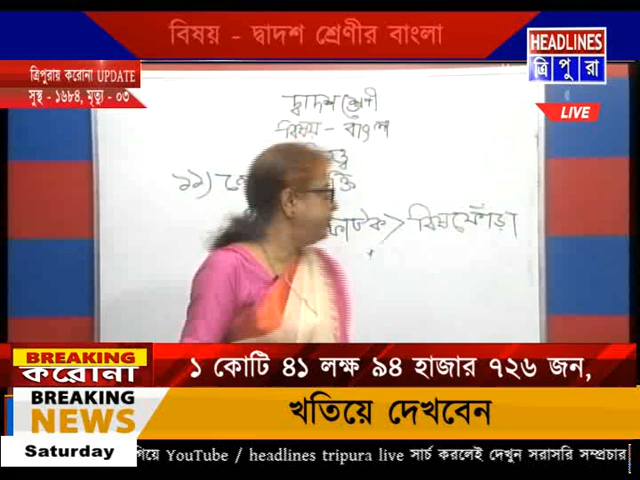 বিষয় - দ্বাদশ শ্রেণীর বাংলা
HEADLINES
ত্রিপুরা
LIVE
ত্রিপুরায় করোনা UPDATE
সুস্থ - ১৬৮৪, মৃত্যু - ০৩
দ্বাদশ শ্রেণী
বিষয় - বাংলা
১১)
> বিষফোঁড়া
BREAKING
করোনা
১ কোটি ৪১ লক্ষ ৯৪ হাজার ৭২৬ জন,
BREAKING
NEWS
খতিয়ে দেখবেন
Saturday
গিয়ে YouTube / headlines tripura live সার্চ করলেই দেখুন সরাসরি সম্প্রচার